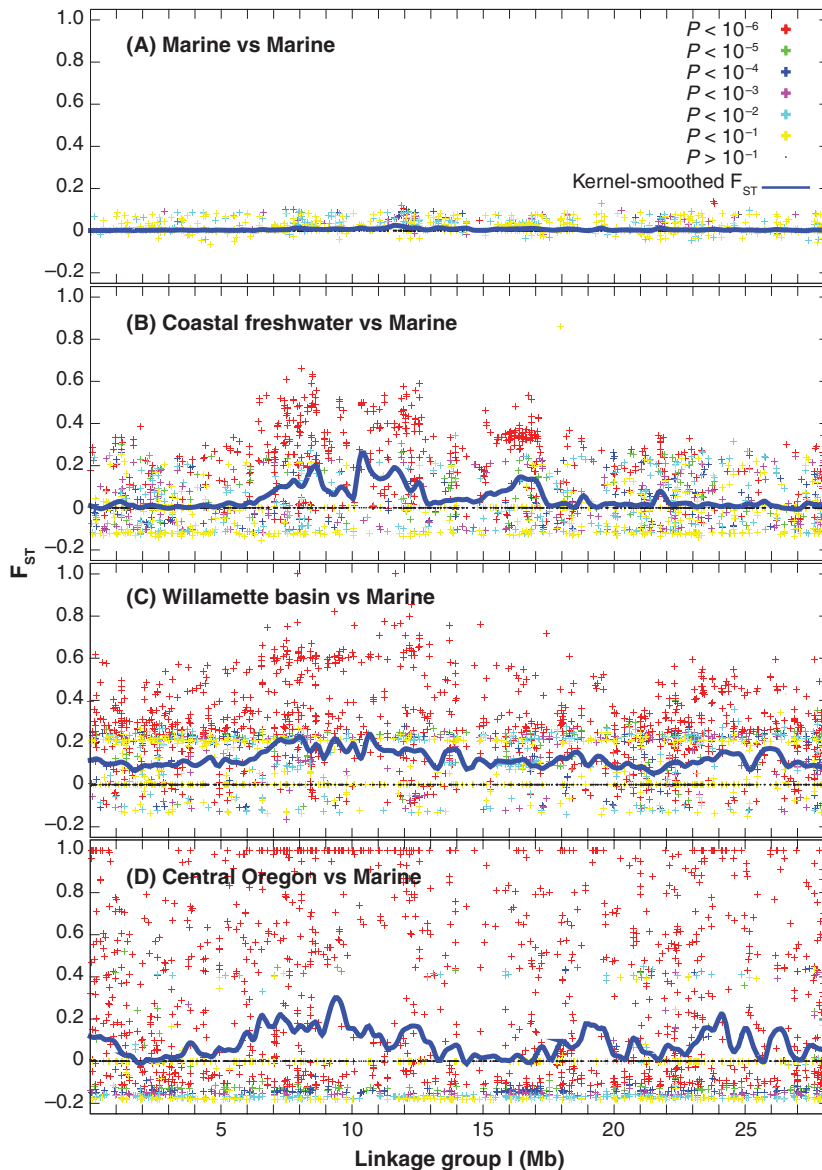 (A) Marine vs Marine
P < 10⁻⁶
P < 10⁻⁵
P < 10⁻⁴
P < 10⁻³
P < 10⁻²
P < 10⁻¹
P > 10⁻¹
Kernel-smoothed F_ST
1.0
0.8
0.6
0.4
0.2
0
−0.2
(B) Coastal freshwater vs Marine
1.0
0.8
0.6
0.4
0.2
0
−0.2
F_ST
(C) Willamette basin vs Marine
1.0
0.8
0.6
0.4
0.2
0
−0.2
(D) Central Oregon vs Marine
1.0
0.8
0.6
0.4
0.2
0
−0.2
5 10 15 20 25
Linkage group I (Mb)